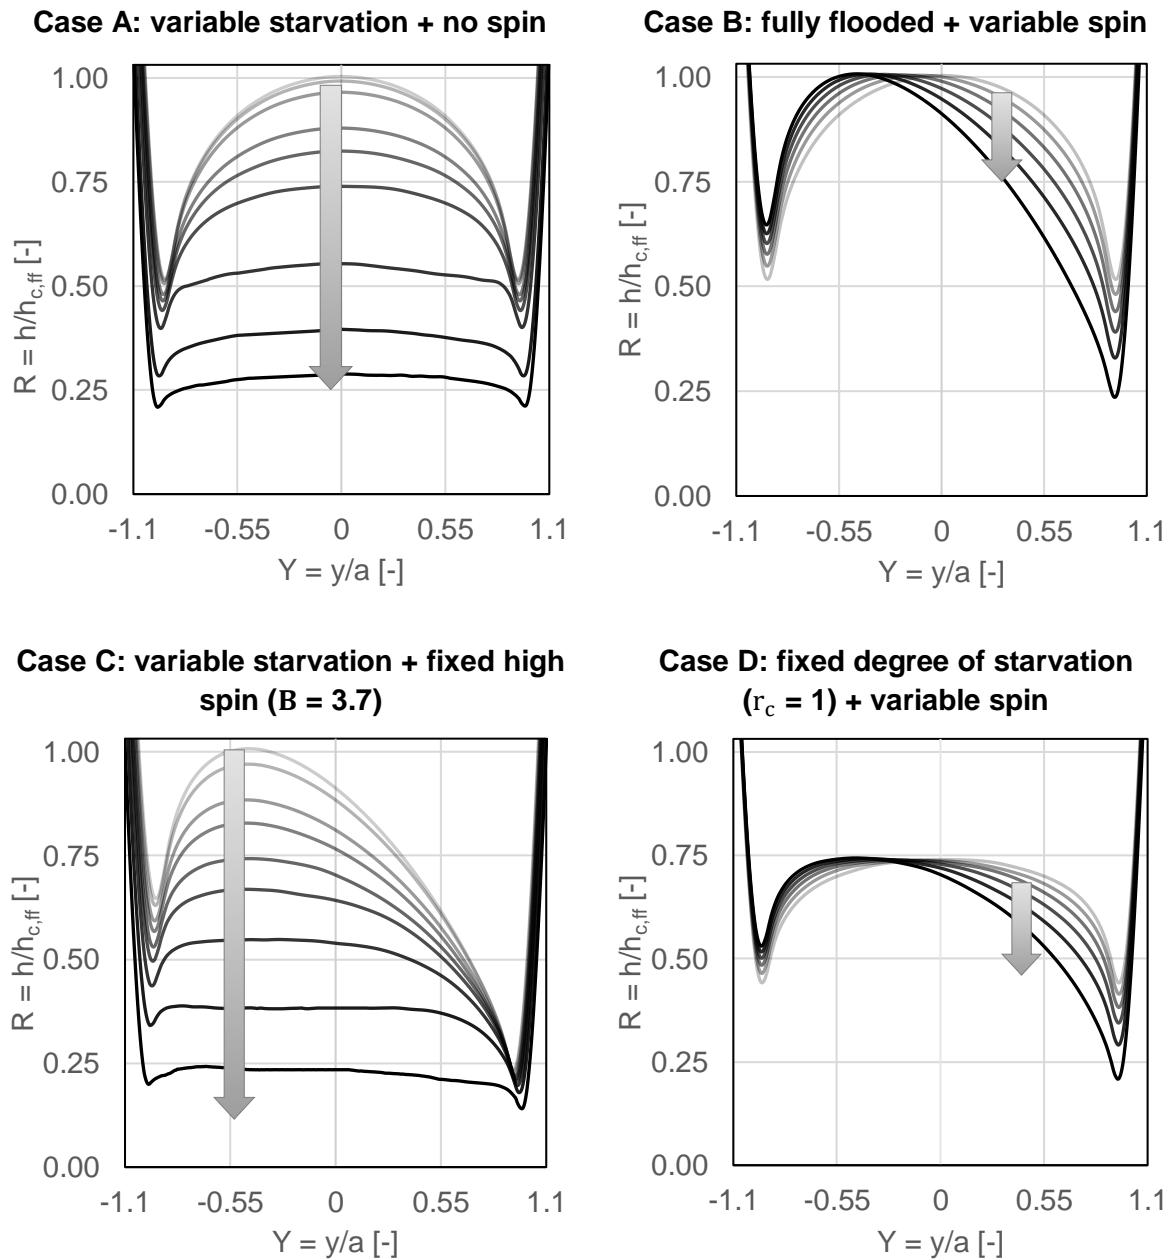 Case A: variable starvation + no spin
1.00
0.75
0.50
0.25
0.00
R = h/h_c,ff [-]
-1.1 -0.55 0 0.55 1.1
Y = y/a [-]
Case B: fully flooded + variable spin
1.00
0.75
0.50
0.25
0.00
R = h/h_c,ff [-]
-1.1 -0.55 0 0.55 1.1
Y = y/a [-]
Case C: variable starvation + fixed high
spin (B = 3.7)
1.00
0.75
0.50
0.25
0.00
R = h/h_c,ff [-]
-1.1 -0.55 0 0.55 1.1
Y = y/a [-]
Case D: fixed degree of starvation
(r_c = 1) + variable spin
1.00
0.75
0.50
0.25
0.00
R = h/h_c,ff [-]
-1.1 -0.55 0 0.55 1.1
Y = y/a [-]